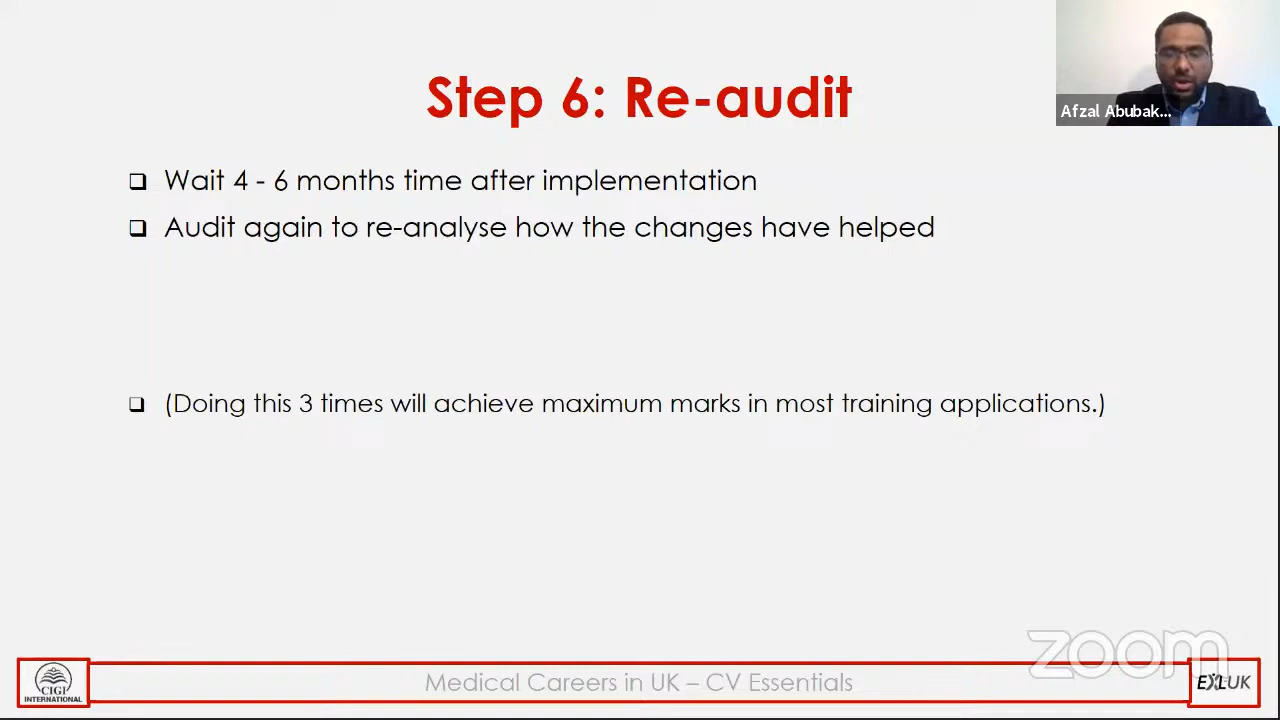 Step 6: Re-audit
Afzal Abubak...
Wait 4 - 6 months time after implementation
Audit again to re-analyse how the changes have helped
(Doing this 3 times will achieve maximum marks in most training applications.)
zoom
CIGI
INTERNATIONAL
Medical Careers in UK – CV Essentials
EXLUK